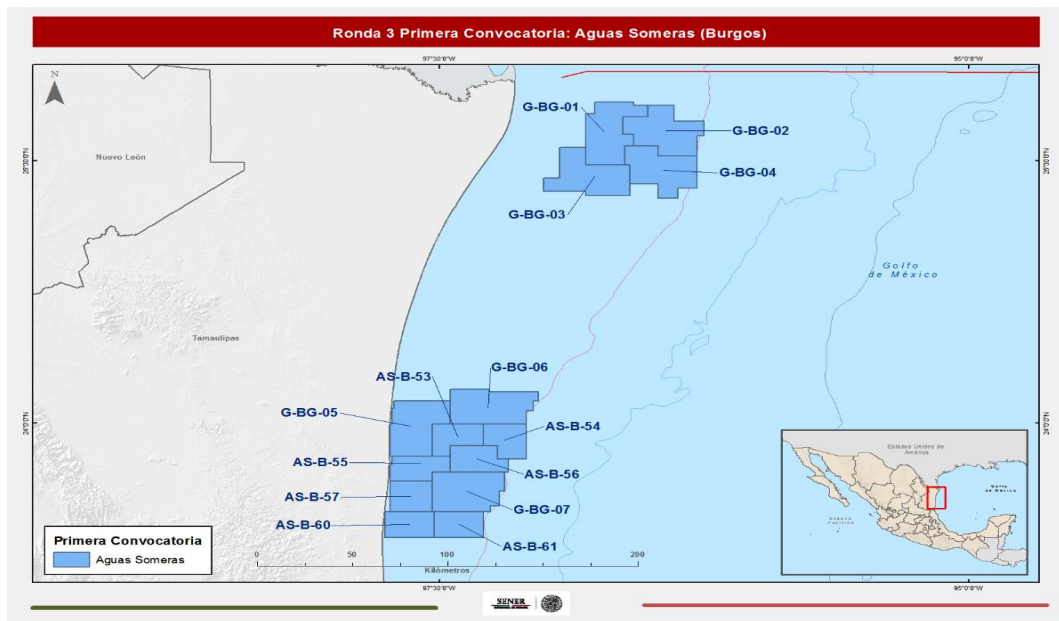 Ronda 3 Primera Convocatoria: Aguas Someras (Burgos)
97°30'0"W
95°0'0"W
N
G-BG-01
G-BG-02
Nuevo León
25°30'0"N
25°30'0"N
G-BG-04
G-BG-03
Golfo
de México
Tamaulipas
G-BG-06
AS-B-53
G-BG-05
24°0'0"N
24°0'0"N
AS-B-54
Estados Unidos de
América
AS-B-55
AS-B-56
Golfo
de México
AS-B-57
G-BG-07
Océano
Pacífico
AS-B-60
Primera Convocatoria
AS-B-61
Aguas Someras
0
50
100
200
Kilómetros
97°30'0"W
95°0'0"W
SENER